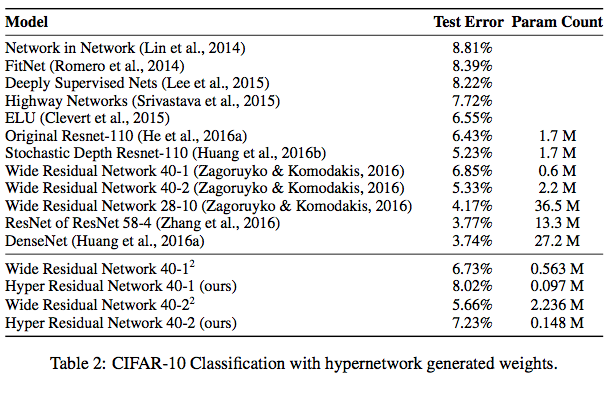 Model Test Error Param Count
Network in Network (Lin et al., 2014) 8.81%
FitNet (Romero et al., 2014) 8.39%
Deeply Supervised Nets (Lee et al., 2015) 8.22%
Highway Networks (Srivastava et al., 2015) 7.72%
ELU (Clevert et al., 2015) 6.55%
Original Resnet-110 (He et al., 2016a) 6.43% 1.7 M
Stochastic Depth Resnet-110 (Huang et al., 2016b) 5.23% 1.7 M
Wide Residual Network 40-1 (Zagoruyko & Komodakis, 2016) 6.85% 0.6 M
Wide Residual Network 40-2 (Zagoruyko & Komodakis, 2016) 5.33% 2.2 M
Wide Residual Network 28-10 (Zagoruyko & Komodakis, 2016) 4.17% 36.5 M
ResNet of ResNet 58-4 (Zhang et al., 2016) 3.77% 13.3 M
DenseNet (Huang et al., 2016a) 3.74% 27.2 M
Wide Residual Network 40-1² 6.73% 0.563 M
Hyper Residual Network 40-1 (ours) 8.02% 0.097 M
Wide Residual Network 40-2² 5.66% 2.236 M
Hyper Residual Network 40-2 (ours) 7.23% 0.148 M
Table 2: CIFAR-10 Classification with hypernetwork generated weights.